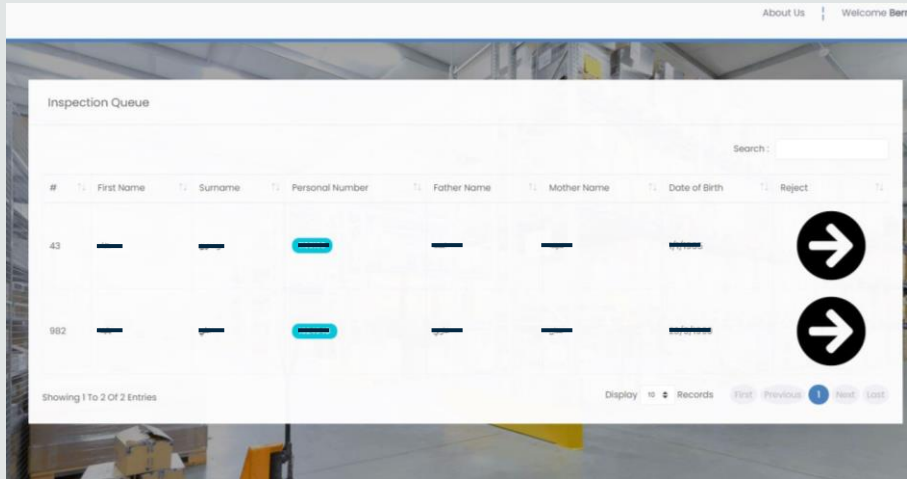 About Us | Welcome Bern
Inspection Queue
Search :
# First Name Surname Personal Number Father Name Mother Name Date of Birth Reject
43
982
Showing 1 To 2 Of 2 Entries
Display 10 Records First Previous 1 Next Last